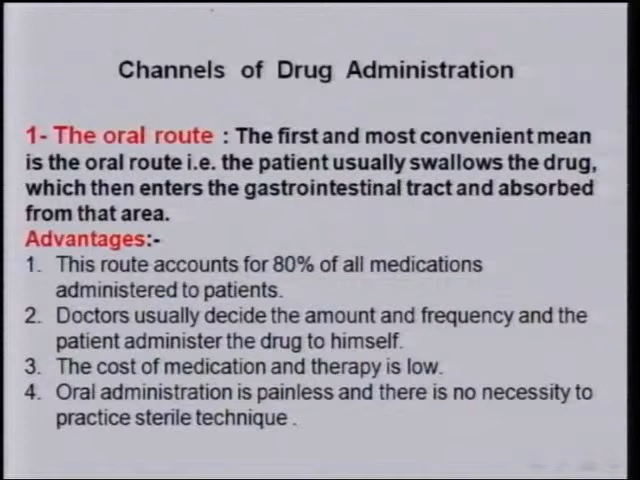 Channels of Drug Administration
1- The oral route : The first and most convenient mean
is the oral route i.e. the patient usually swallows the drug,
which then enters the gastrointestinal tract and absorbed
from that area.
Advantages:-
1. This route accounts for 80% of all medications
administered to patients.
2. Doctors usually decide the amount and frequency and the
patient administer the drug to himself.
3. The cost of medication and therapy is low.
4. Oral administration is painless and there is no necessity to
practice sterile technique .